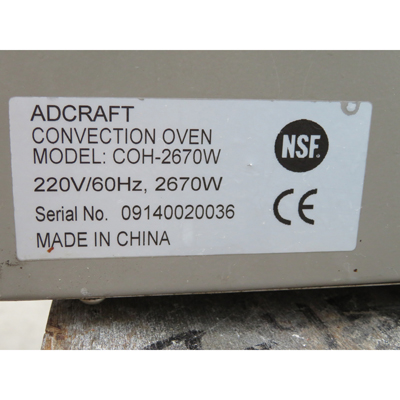 ADCRAFT
CONVECTION OVEN
MODEL: COH-2670W
220V/60Hz, 2670W
Serial No. 09140020036
MADE IN CHINA
NSF
CE